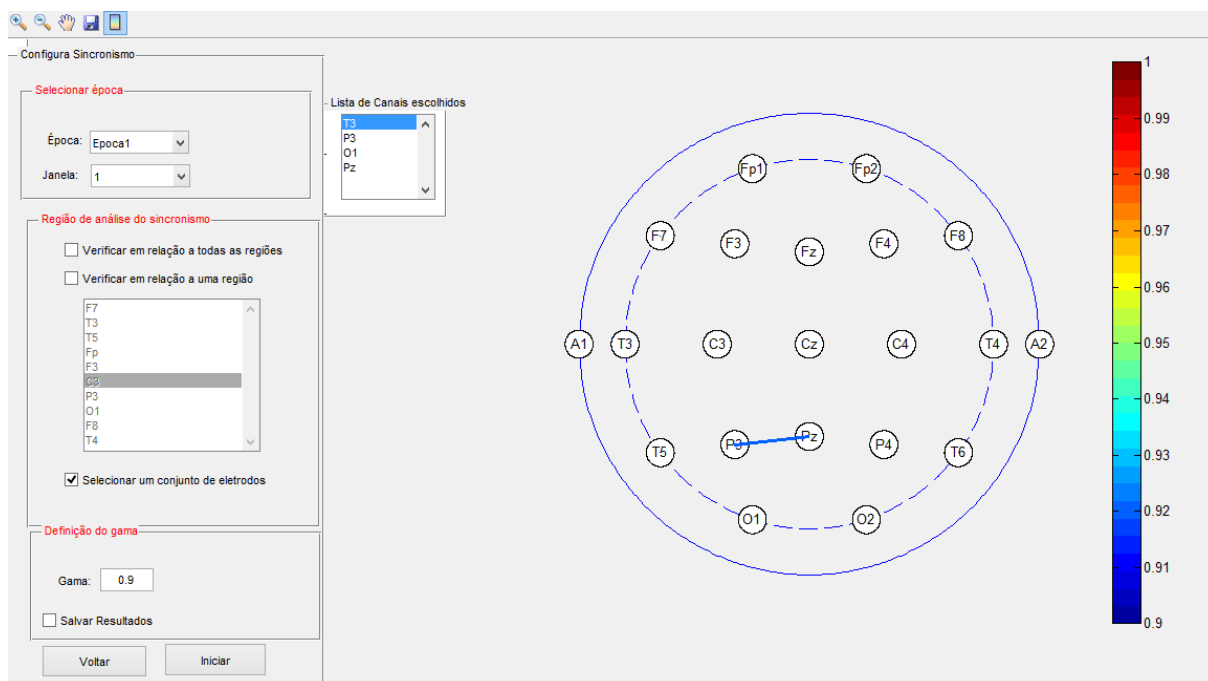 Configura Sincronismo
Selecionar época
Época: Epoca1
Janela: 1
Região de análise do sincronismo
Verificar em relação a todas as regiões
Verificar em relação a uma região
F7
T3
T5
Fp
F3
C3
P3
O1
F8
T4
Selecionar um conjunto de eletrodos
Definição do gama
Gama: 0.9
Salvar Resultados
Voltar Iniciar
Lista de Canais escolhidos
T3
P3
O1
Pz
Fp1 Fp2
F7 F3 Fz F4 F8
A1 T3 C3 Cz C4 T4 A2
T5 P3 Pz P4 T6
O1 O2
1
0.99
0.98
0.97
0.96
0.95
0.94
0.93
0.92
0.91
0.9